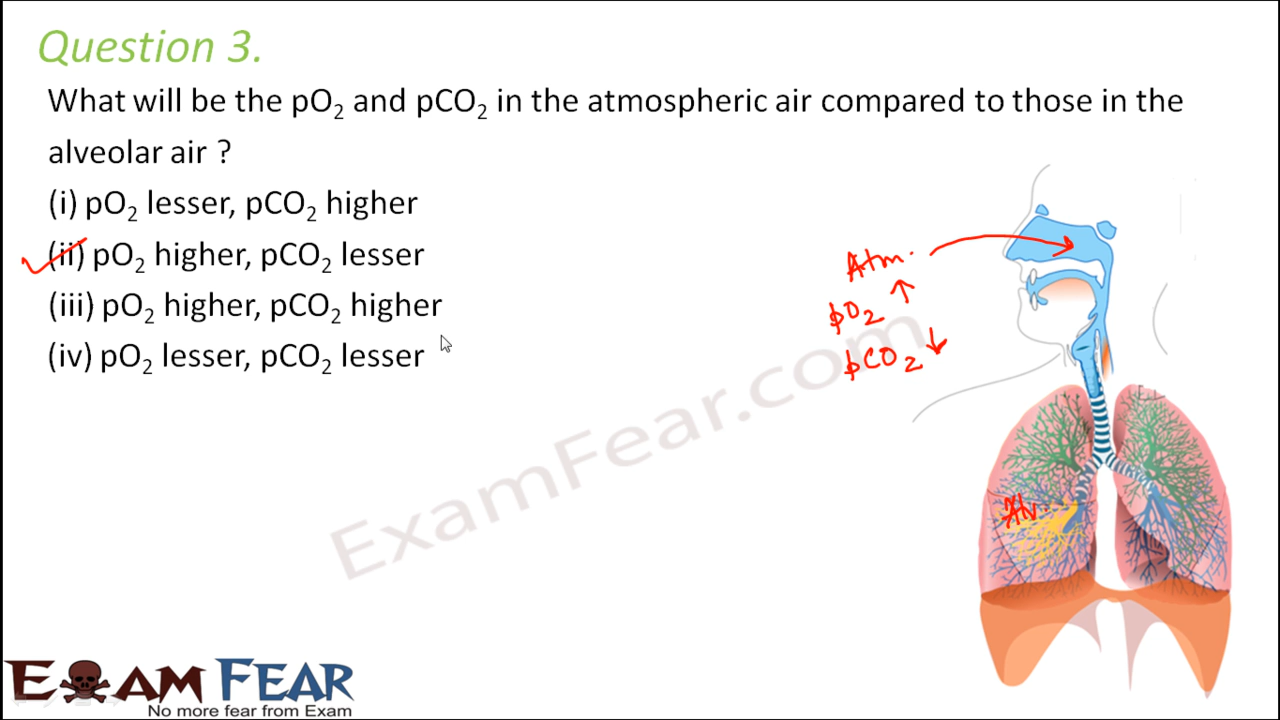 Question 3.
What will be the pO₂ and pCO₂ in the atmospheric air compared to those in the
alveolar air ?
(i) pO₂ lesser, pCO₂ higher
(ii) pO₂ higher, pCO₂ lesser
(iii) pO₂ higher, pCO₂ higher
(iv) pO₂ lesser, pCO₂ lesser
Atm.
pO₂ ↑
pCO₂ ↓
Alv.
ExamFear.com
EXAM FEAR
No more fear from Exam